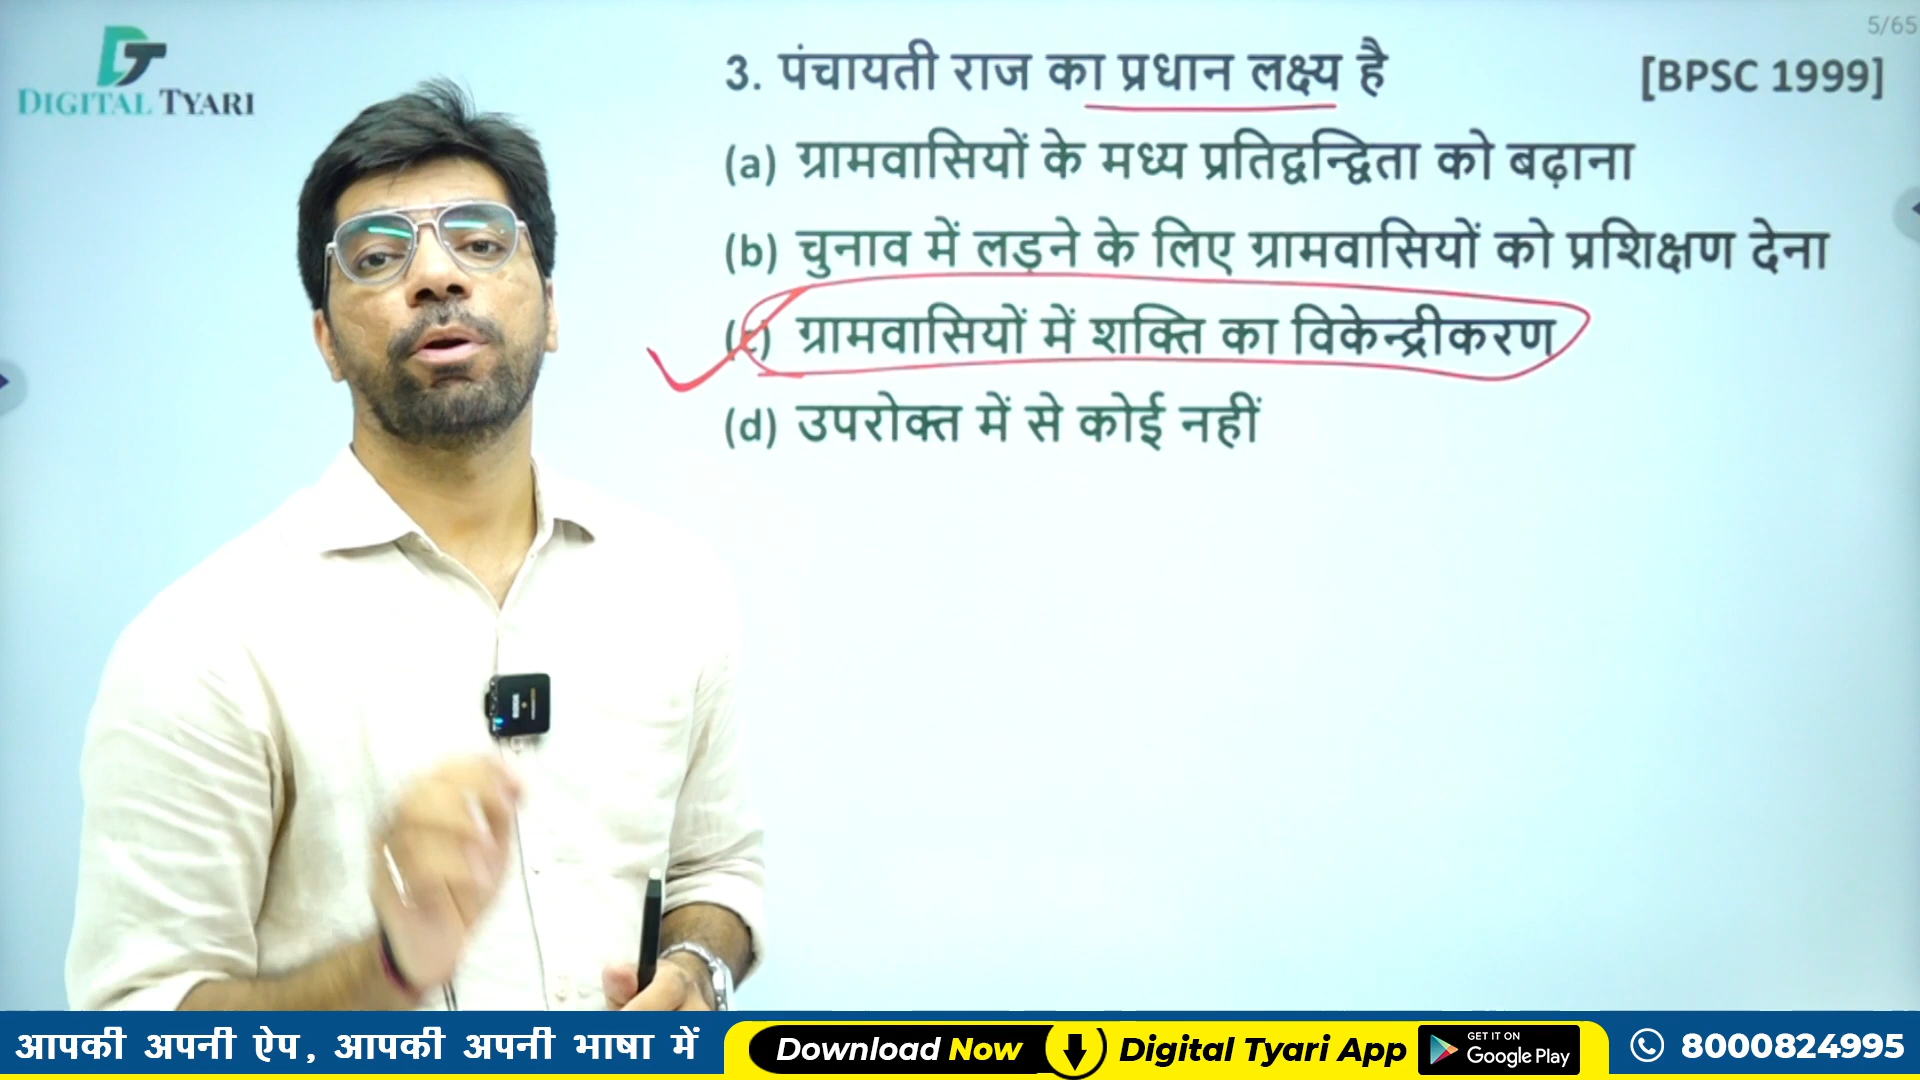 5/65
DIGITAL TYARI
3. पंचायती राज का प्रधान लक्ष्य है [BPSC 1999]
(a) ग्रामवासियों के मध्य प्रतिद्वन्द्विता को बढ़ाना
(b) चुनाव में लड़ने के लिए ग्रामवासियों को प्रशिक्षण देना
(c) ग्रामवासियों में शक्ति का विकेन्द्रीकरण
(d) उपरोक्त में से कोई नहीं
आपकी अपनी ऐप, आपकी अपनी भाषा में
Download Now
Digital Tyari App
GET IT ON
Google Play
8000824995